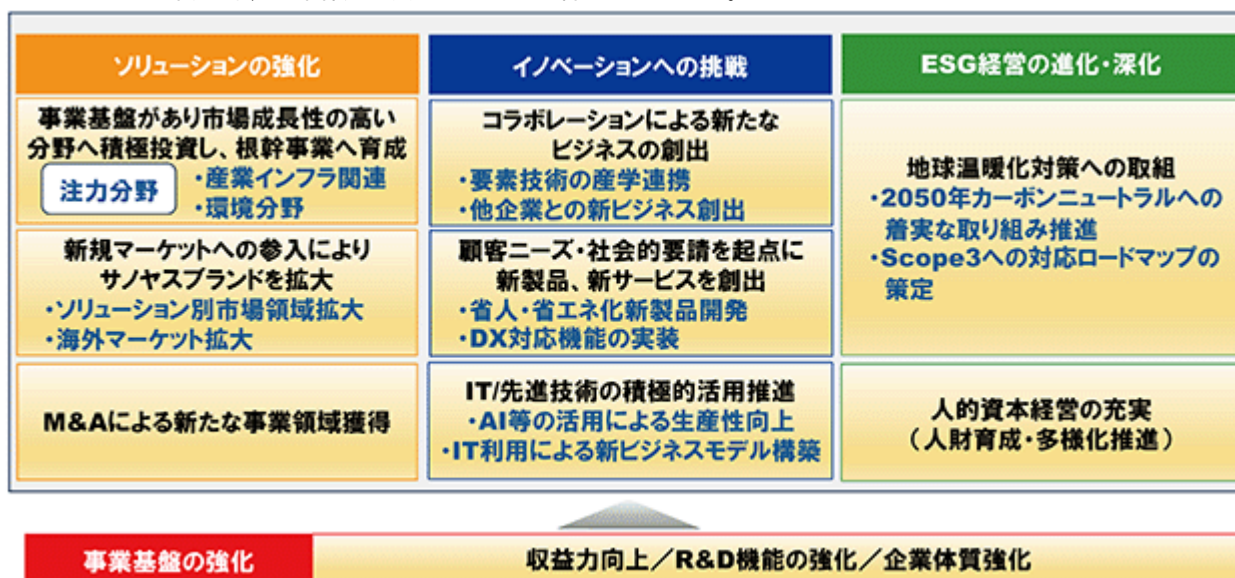 ソリューションの強化
事業基盤があり市場成長性の高い
分野へ積極投資し、根幹事業へ育成
注力分野
・産業インフラ関連
・環境分野
新規マーケットへの参入により
サノヤスブランドを拡大
・ソリューション別市場領域拡大
・海外マーケット拡大
M&Aによる新たな事業領域獲得
イノベーションへの挑戦
コラボレーションによる新たな
ビジネスの創出
・要素技術の産学連携
・他企業との新ビジネス創出
顧客ニーズ・社会的要請を起点に
新製品、新サービスを創出
・省人・省エネ化新製品開発
・DX対応機能の実装
IT/先進技術の積極的活用推進
・AI等の活用による生産性向上
・IT利用による新ビジネスモデル構築
ESG経営の進化・深化
地球温暖化対策への取組
・2050年カーボンニュートラルへの
着実な取り組み推進
・Scope3への対応ロードマップの
策定
人的資本経営の充実
（人財育成・多様化推進）
事業基盤の強化
収益力向上／R&D機能の強化／企業体質強化